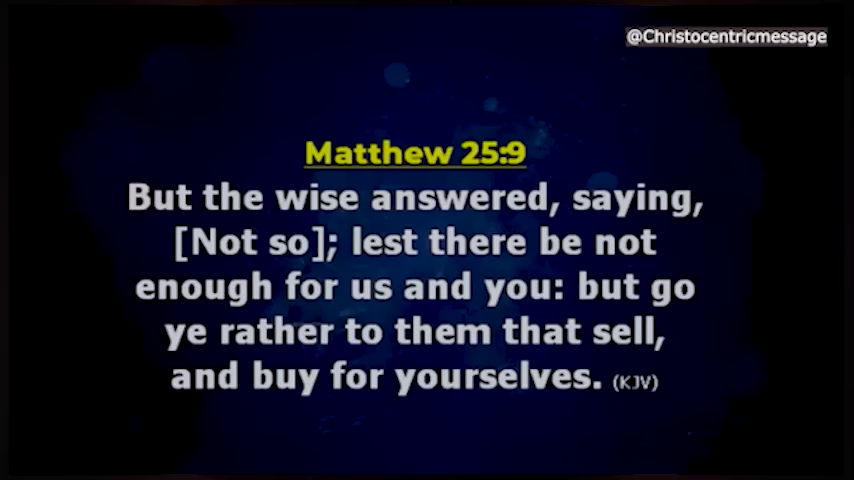 @Christocentricmessage
Matthew 25:9
But the wise answered, saying,
[Not so]; lest there be not
enough for us and you: but go
ye rather to them that sell,
and buy for yourselves. (KJV)